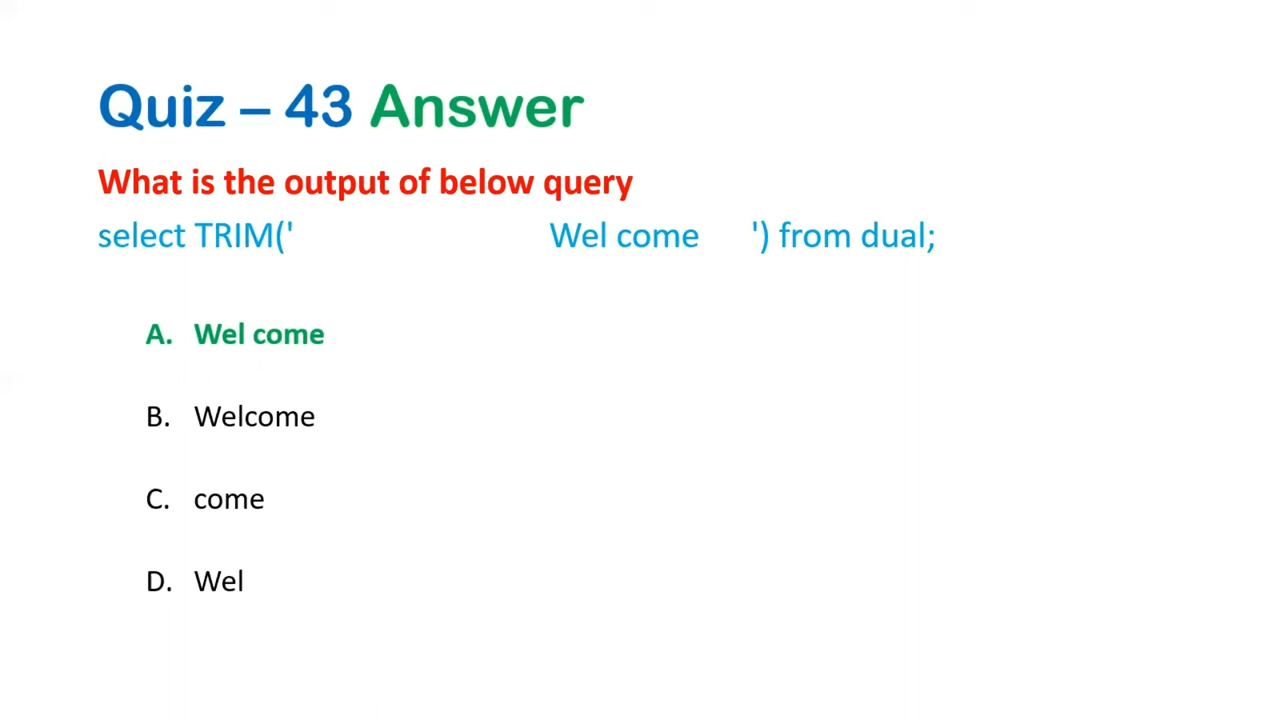 Quiz – 43 Answer
What is the output of below query
select TRIM('                              Wel come      ') from dual;
A. Wel come
B. Welcome
C. come
D. Wel